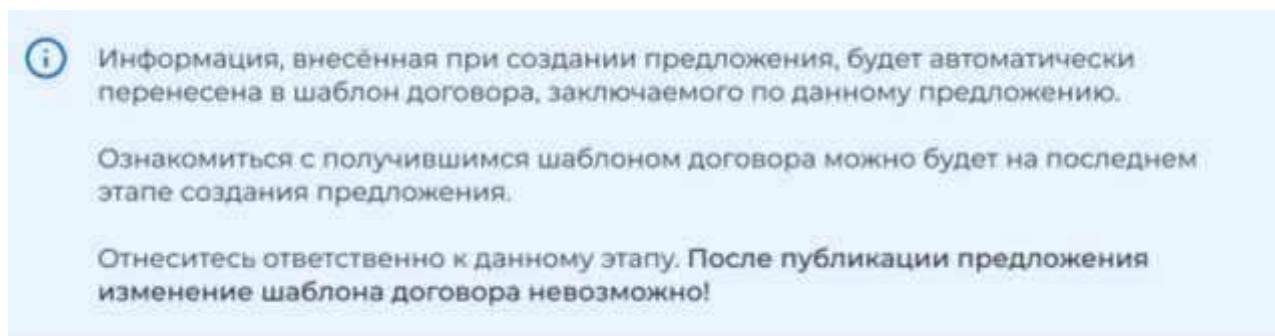 Информация, внесённая при создании предложения, будет автоматически
перенесена в шаблон договора, заключаемого по данному предложению.
Ознакомиться с получившимся шаблоном договора можно будет на последнем
этапе создания предложения.
Отнеситесь ответственно к данному этапу. После публикации предложения
изменение шаблона договора невозможно!